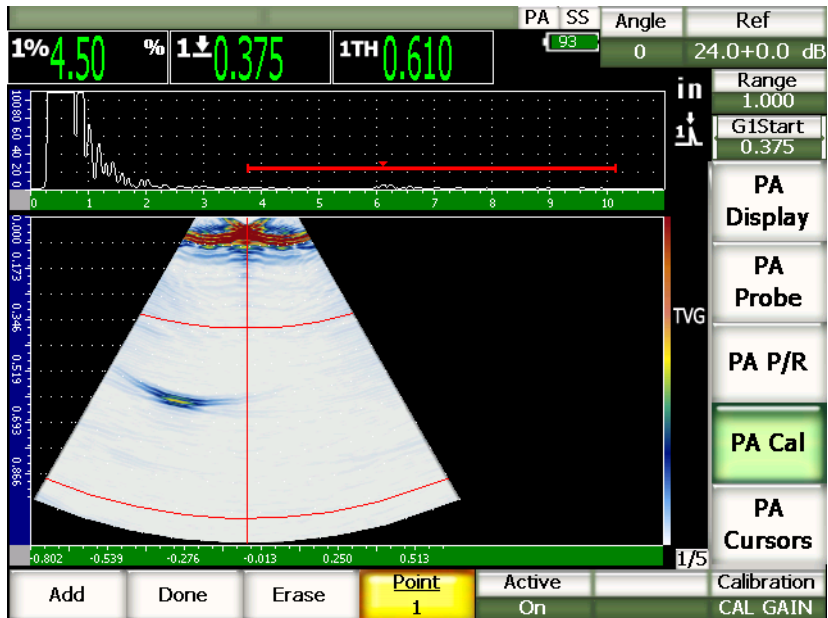 PA SS Angle Ref
93 0 24.0+0.0 dB
1% 4.50 % 1 0.375 1TH 0.610
in
Range
1.000
1
G1Start
0.375
100 80 60 40 20 0
0 1 2 3 4 5 6 7 8 9 10
PA
Display
PA
Probe
PA P/R
PA Cal
PA
Cursors
TVG
0.000 0.173 0.346 0.519 0.693 0.866
-0.802 -0.539 -0.276 -0.013 0.250 0.513
1/5
Add Done Erase Point Active Calibration
1 On CAL GAIN